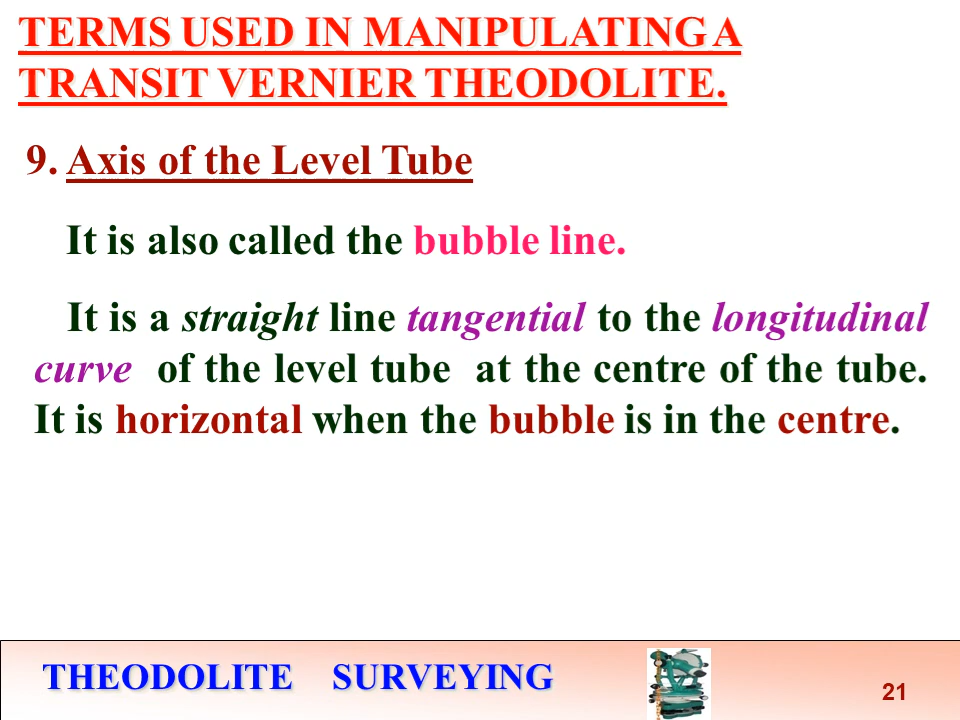 TERMS USED IN MANIPULATING A
TRANSIT VERNIER THEODOLITE.
9. Axis of the Level Tube
It is also called the bubble line.
It is a straight line tangential to the longitudinal
curve of the level tube at the centre of the tube.
It is horizontal when the bubble is in the centre.
THEODOLITE SURVEYING
21